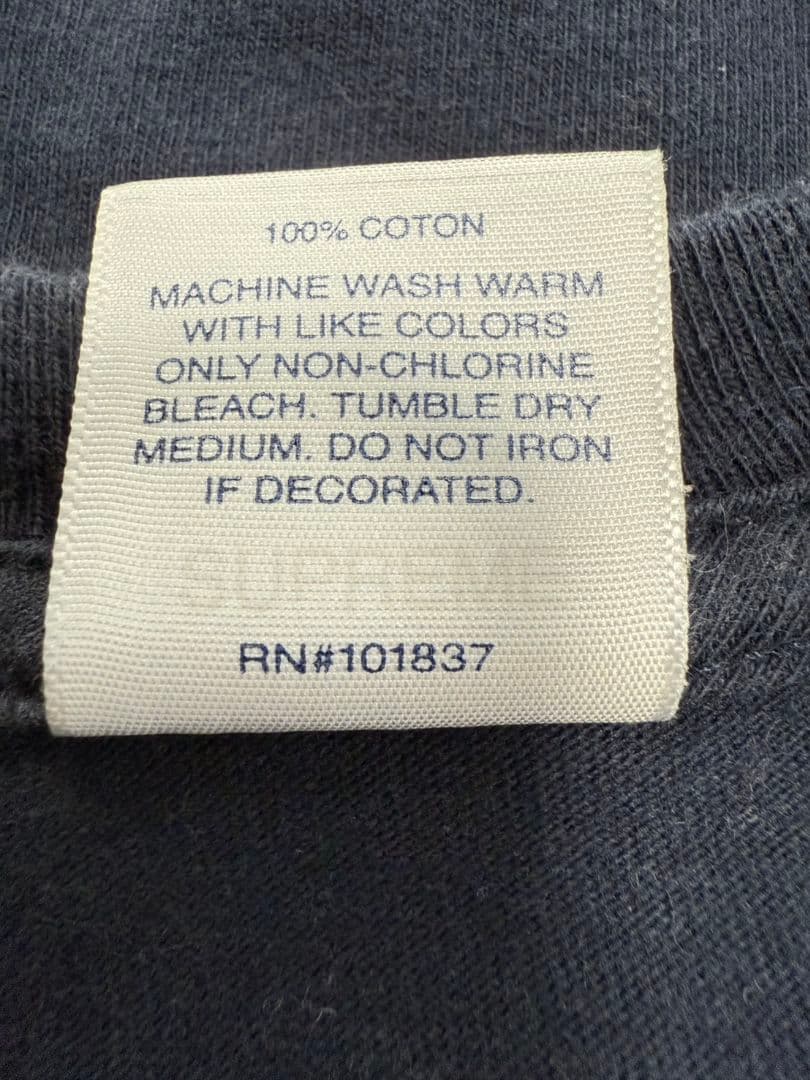 100% COTON
MACHINE WASH WARM
WITH LIKE COLORS
ONLY NON-CHLORINE
BLEACH. TUMBLE DRY
MEDIUM. DO NOT IRON
IF DECORATED.
SUPREME
RN#101837